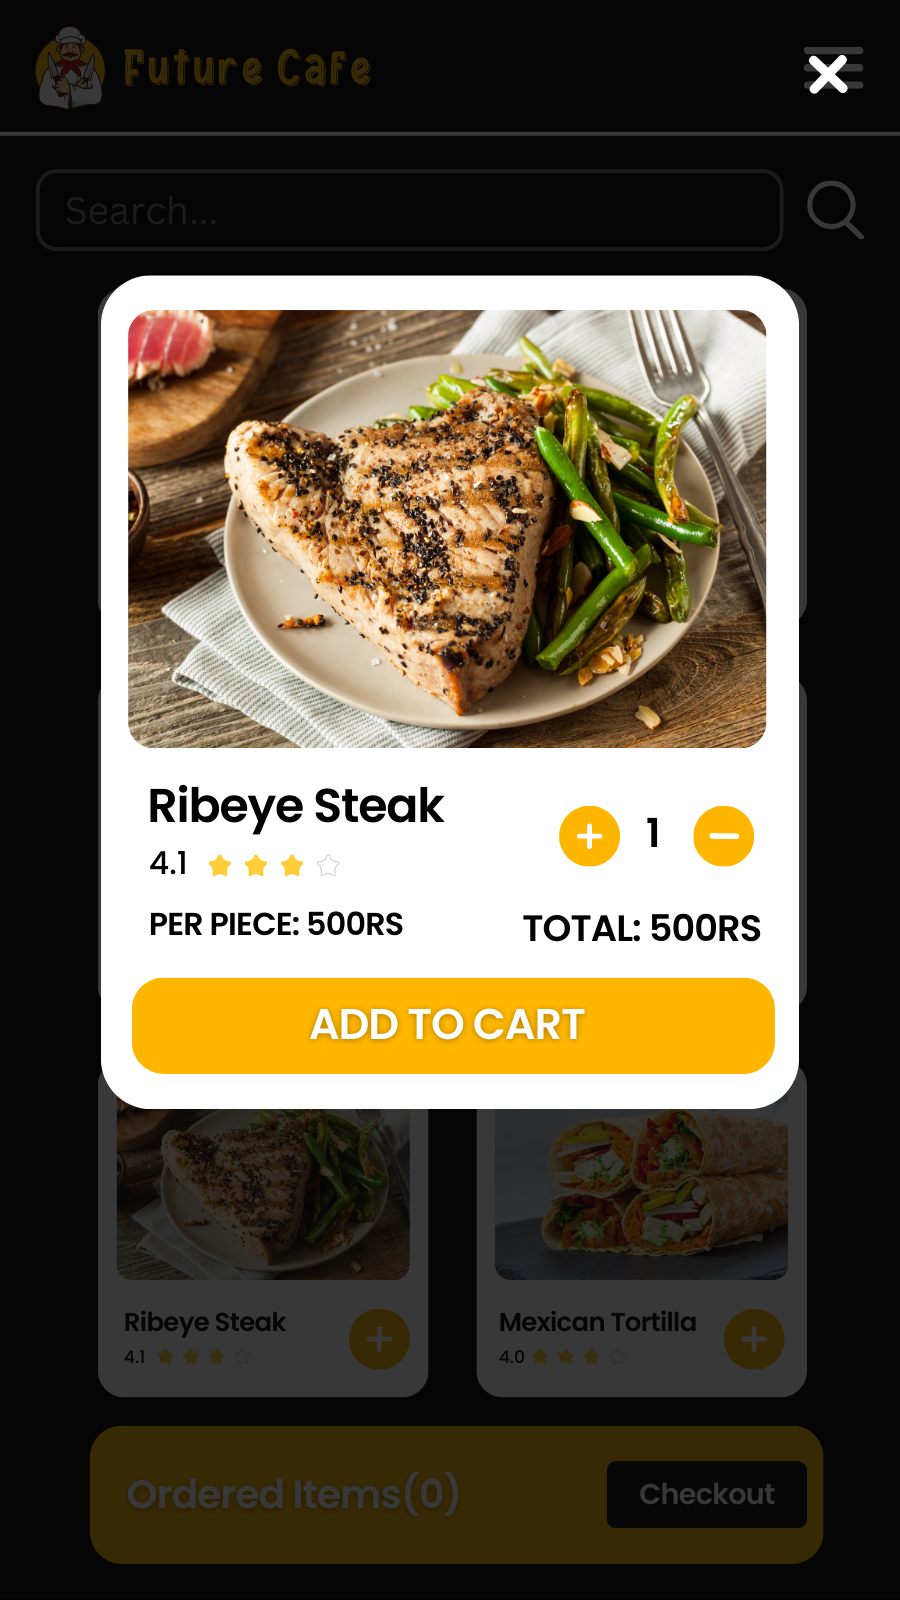 Future Cafe
Search...
Ribeye Steak
1
4.1
PER PIECE: 500RS
TOTAL: 500RS
ADD TO CART
Ribeye Steak
4.1
Mexican Tortilla
4.0
Ordered Items(0)
Checkout